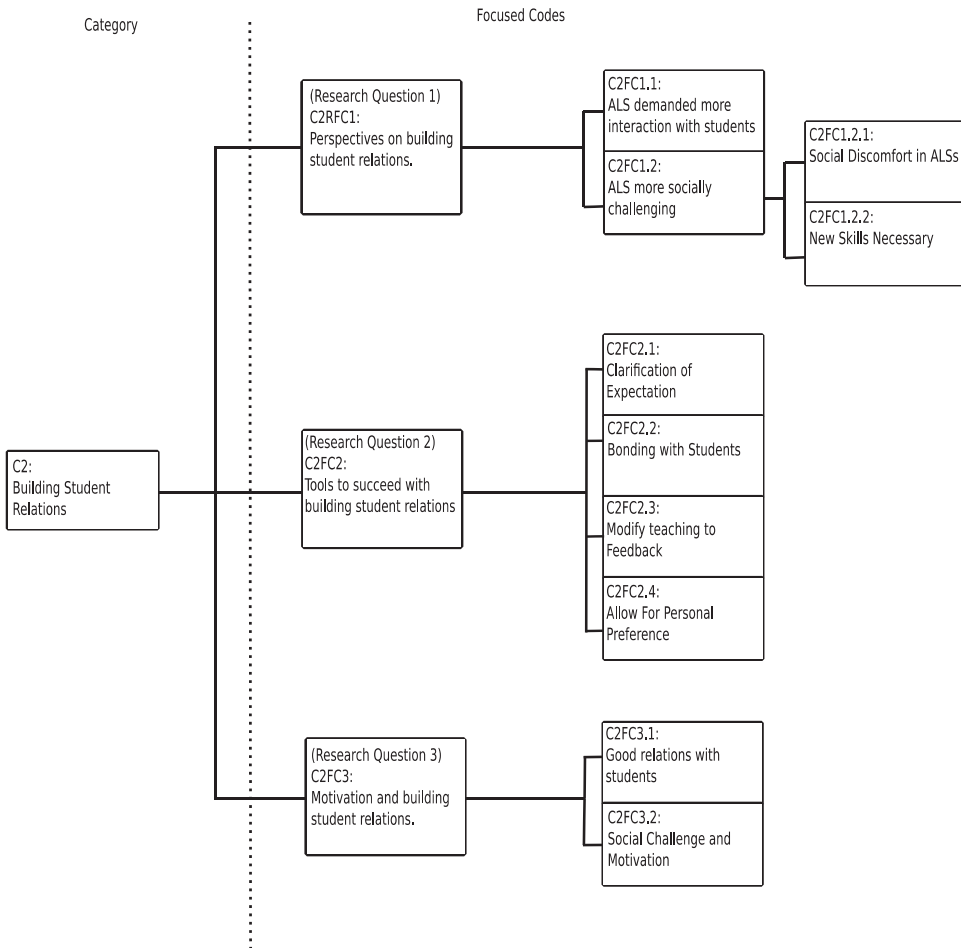 Category
Focused Codes
C2:
Building Student
Relations
(Research Question 1)
C2RFC1:
Perspectives on building
student relations.
C2FC1.1:
ALS demanded more
interaction with students
C2FC1.2:
ALS more socially
challenging
C2FC1.2.1:
Social Discomfort in ALSs
C2FC1.2.2:
New Skills Necessary
(Research Question 2)
C2FC2:
Tools to succeed with
building student relations
C2FC2.1:
Clarification of
Expectation
C2FC2.2:
Bonding with Students
C2FC2.3:
Modify teaching to
Feedback
C2FC2.4:
Allow For Personal
Preference
(Research Question 3)
C2FC3:
Motivation and building
student relations.
C2FC3.1:
Good relations with
students
C2FC3.2:
Social Challenge and
Motivation